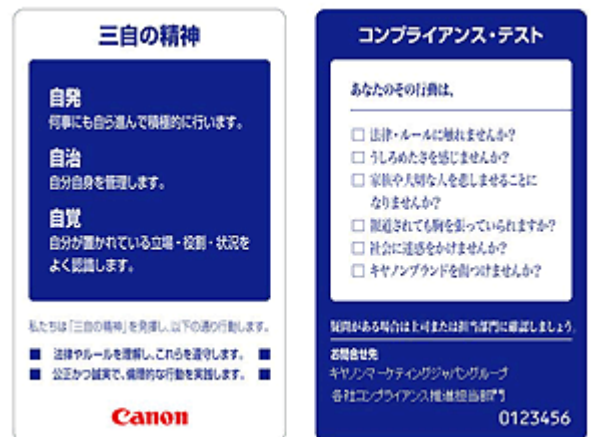 三自の精神
自発
何事にも自ら進んで積極的に行います。
自治
自分自身を管理します。
自覚
自分が置かれている立場・役割・状況を
よく認識します。
私たちは「三自の精神」を発揮し、以下の通り行動します。
■ 法律やルールを理解し、これらを遵守します。 ■
■ 公正かつ誠実で、倫理的な行動を実践します。 ■
Canon
コンプライアンス・テスト
あなたのその行動は、
□ 法律・ルールに触れませんか?
□ うしろめたさを感じませんか?
□ 家族や大切な人を悲しませることに
なりませんか?
□ 報道されても胸を張っていられますか?
□ 社会に迷惑をかけませんか?
□ キヤノンブランドを傷つけませんか?
疑問がある場合は上司または担当部門に確認しましょう。
お問合せ先
キヤノンマーケティングジャパングループ
各社コンプライアンス推進担当部門
0123456